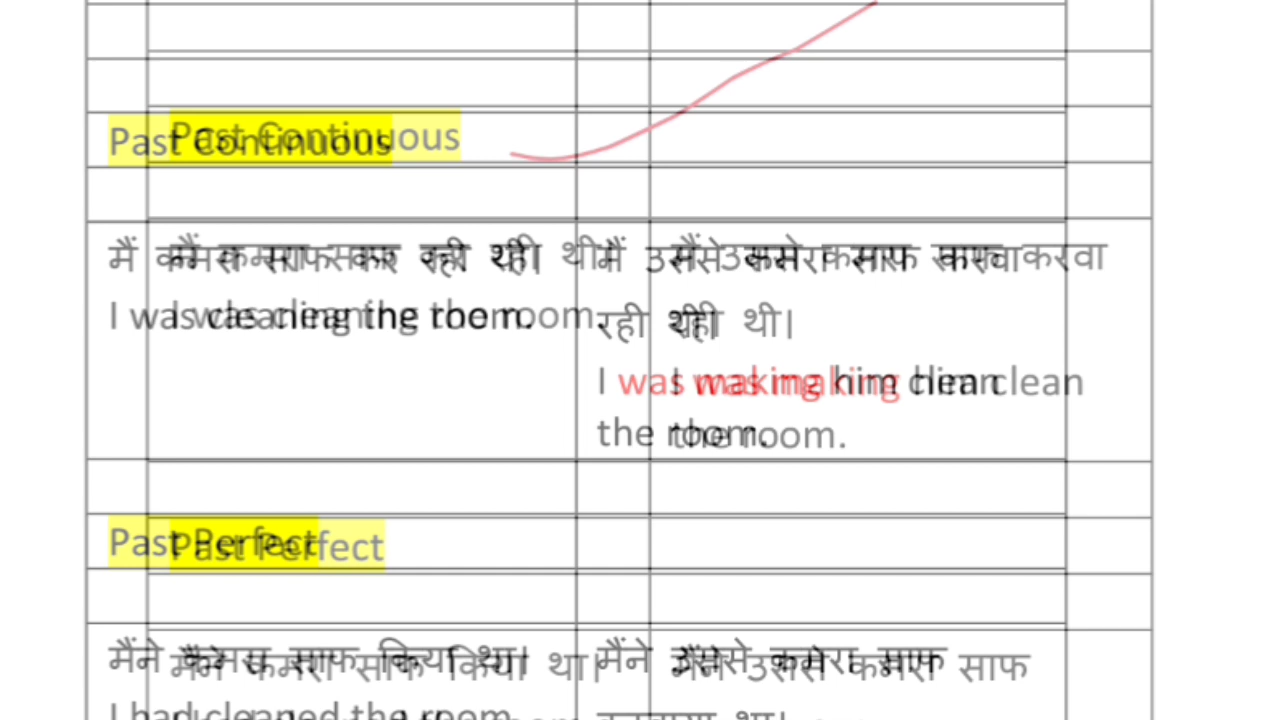 Past Continuous
मैं कमरा साफ कर रही थी।
I was cleaning the room.
मैं उससे कमरा साफ करवा
रही थी।
I was making him clean
the room.
Past Perfect
मैंने कमरा साफ किया था।
I had cleaned the room.
मैंने उससे कमरा साफ